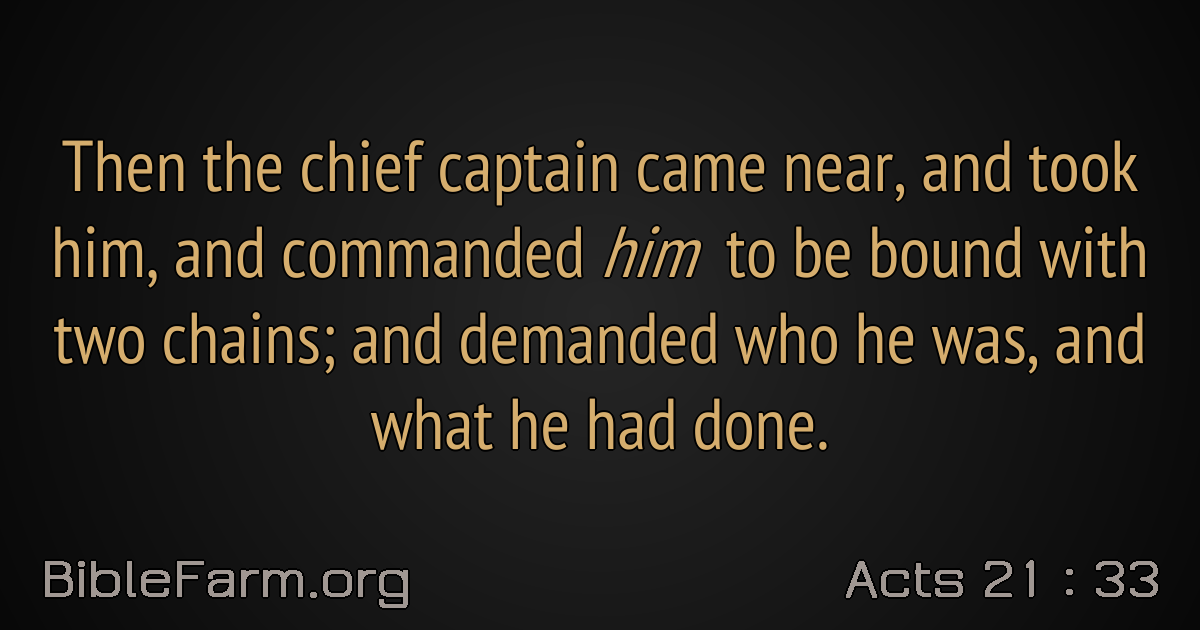 Then the chief captain came near, and took
him, and commanded him to be bound with
two chains; and demanded who he was, and
what he had done.
BibleFarm.org
Acts 21 : 33